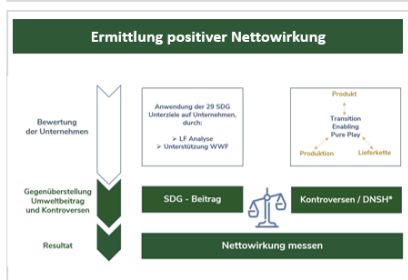 Ermittlung positiver Nettowirkung
Bewertung
der Unternehmen
Anwendung der 29 SDG
Unterziele auf Unternehmen,
durch:
➢ LF Analyse
➢ Unterstützung WWF
Produkt
Transition
Enabling
Pure Play
Produktion
Lieferkette
Gegenüberstellung
Umweltbeitrag
und Kontroversen
SDG - Beitrag
Kontroversen / DNSH*
Resultat
Nettowirkung messen